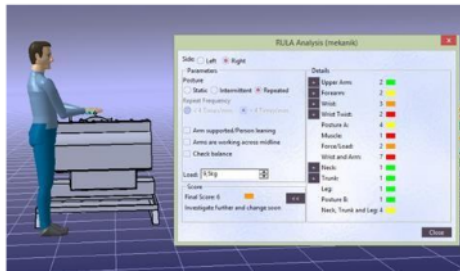 RULA Analysis (mekanik)
Side: Left Right
Parameters
Posture
Static Intermittent Repeated
Repeat Frequency
Arm supported/Person leaning
Arms are working across midline
Check balance
Load: 9,5kg
Score
Final Score: 6
Investigate further and change soon
Details
Upper Arm: 2
Forearm: 2
Wrist: 3
Wrist Twist: 2
Posture A: 4
Muscle: 1
Force/Load: 2
Wrist and Arm: 7
Neck: 1
Trunk: 1
Leg: 1
Posture B: 1
Neck, Trunk and Leg: 4
Close